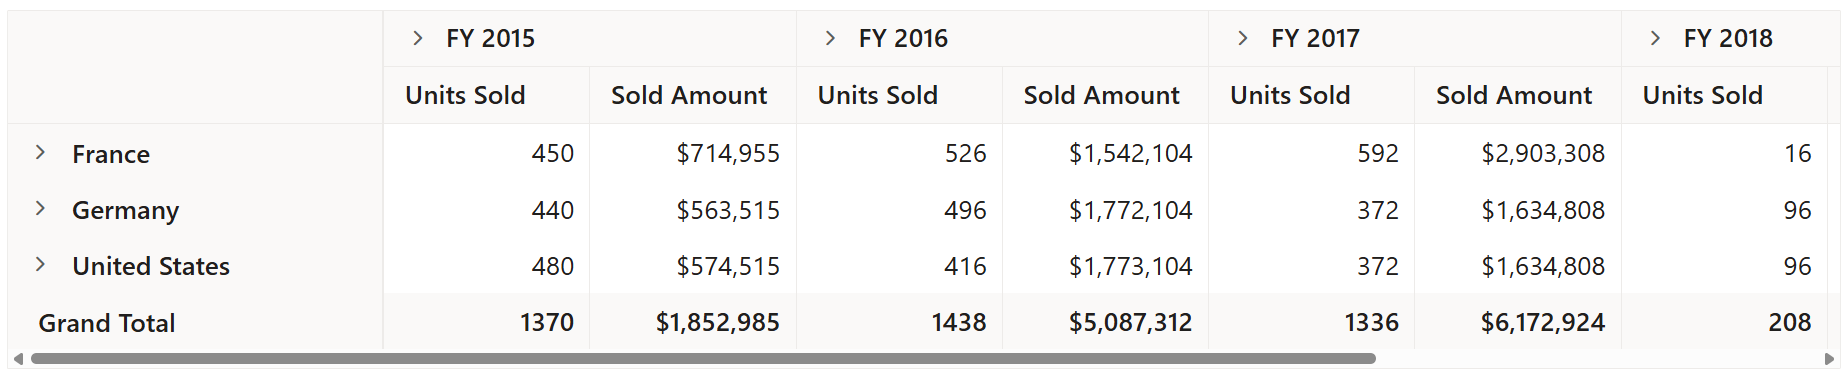 FY 2015 FY 2016 FY 2017 FY 2018
Units Sold Sold Amount Units Sold Sold Amount Units Sold Sold Amount Units Sold
France 450 $714,955 526 $1,542,104 592 $2,903,308 16
Germany 440 $563,515 496 $1,772,104 372 $1,634,808 96
United States 480 $574,515 416 $1,773,104 372 $1,634,808 96
Grand Total 1370 $1,852,985 1438 $5,087,312 1336 $6,172,924 208